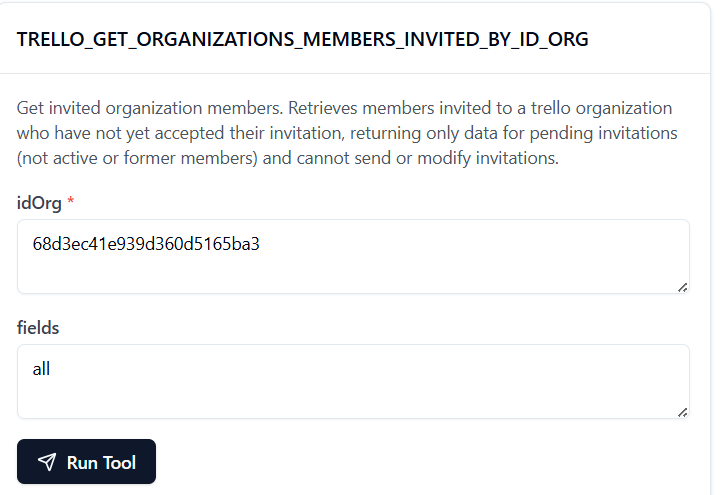 TRELLO_GET_ORGANIZATIONS_MEMBERS_INVITED_BY_ID_ORG
Get invited organization members. Retrieves members invited to a trello organization
who have not yet accepted their invitation, returning only data for pending invitations
(not active or former members) and cannot send or modify invitations.
idOrg *
68d3ec41e939d360d5165ba3
fields
all
Run Tool